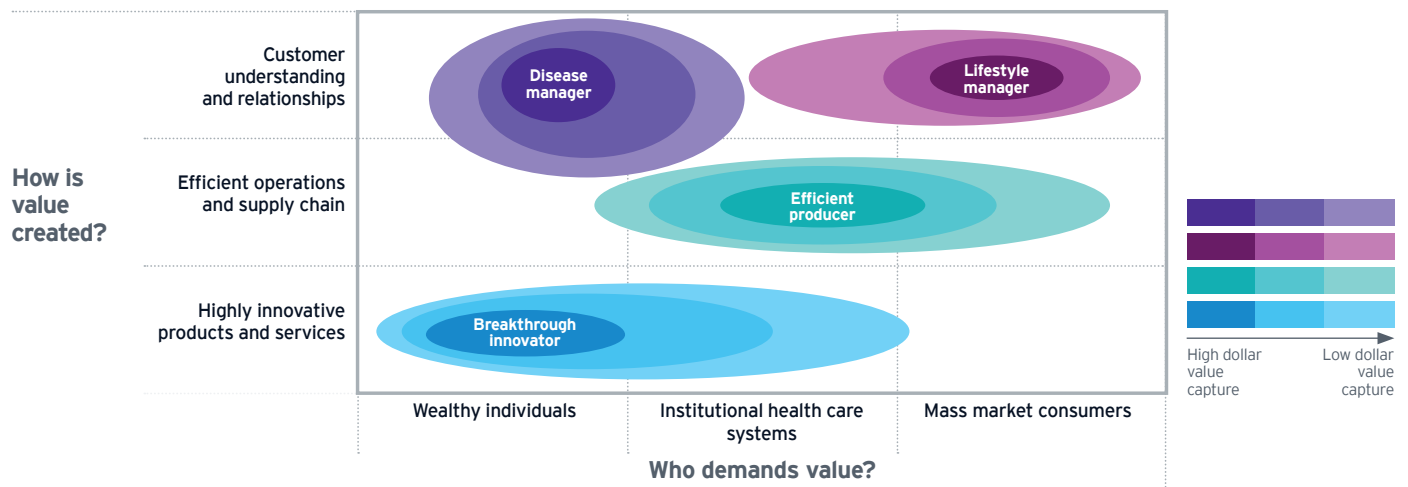 Customer
understanding
and relationships
Disease
manager
Lifestyle
manager
How is
value
created?
Efficient operations
and supply chain
Efficient
producer
Highly innovative
products and services
Breakthrough
innovator
High dollar
value
capture
Low dollar
value
capture
Wealthy individuals
Institutional health care
systems
Mass market consumers
Who demands value?